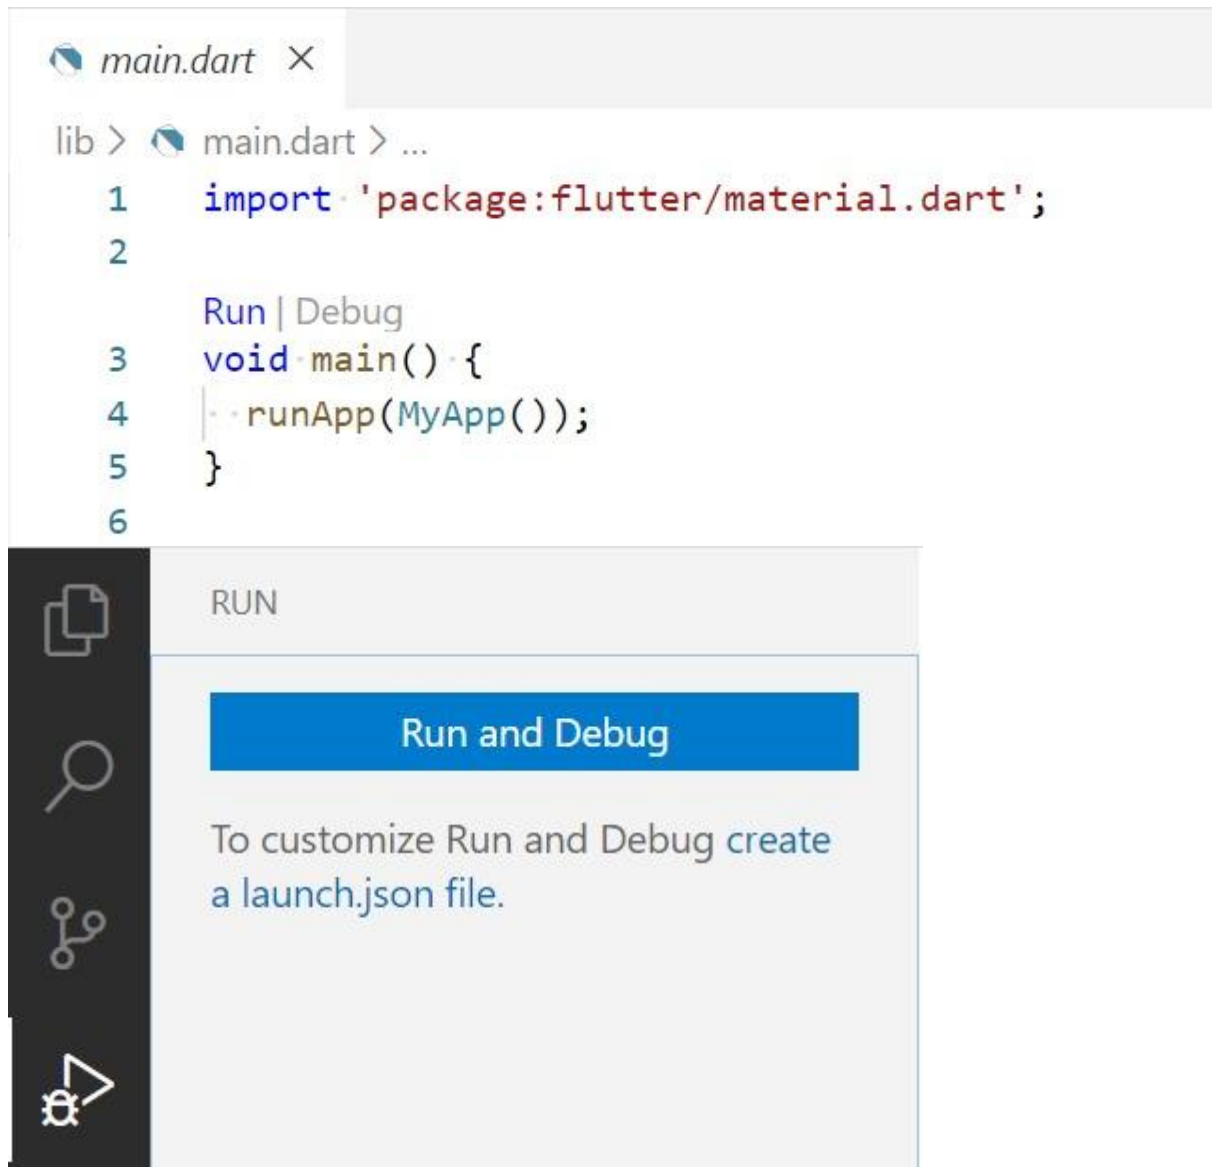 main.dart ×
lib > main.dart > ...
1 import 'package:flutter/material.dart';
2
Run | Debug
3 void main() {
4   runApp(MyApp());
5 }
6
RUN
Run and Debug
To customize Run and Debug create
a launch.json file.